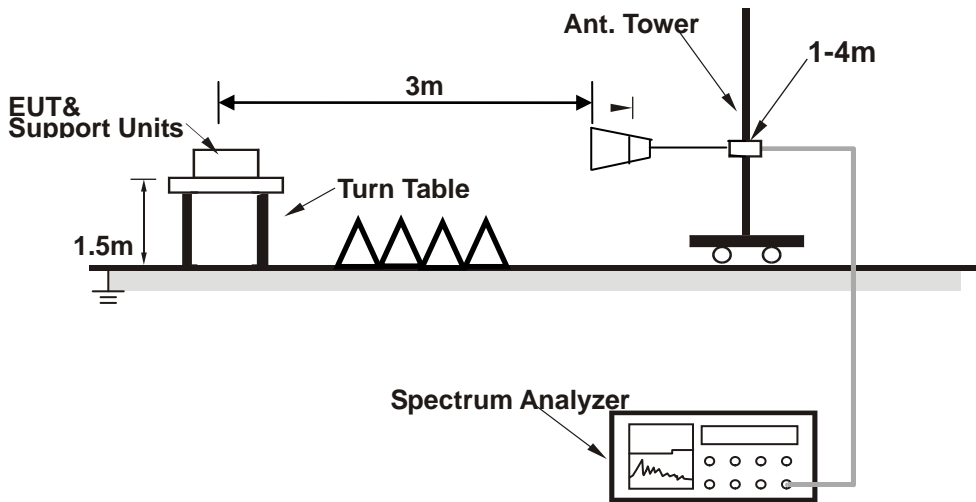 Ant. Tower
1-4m
3m
EUT&
Support Units
Turn Table
1.5m
Spectrum Analyzer